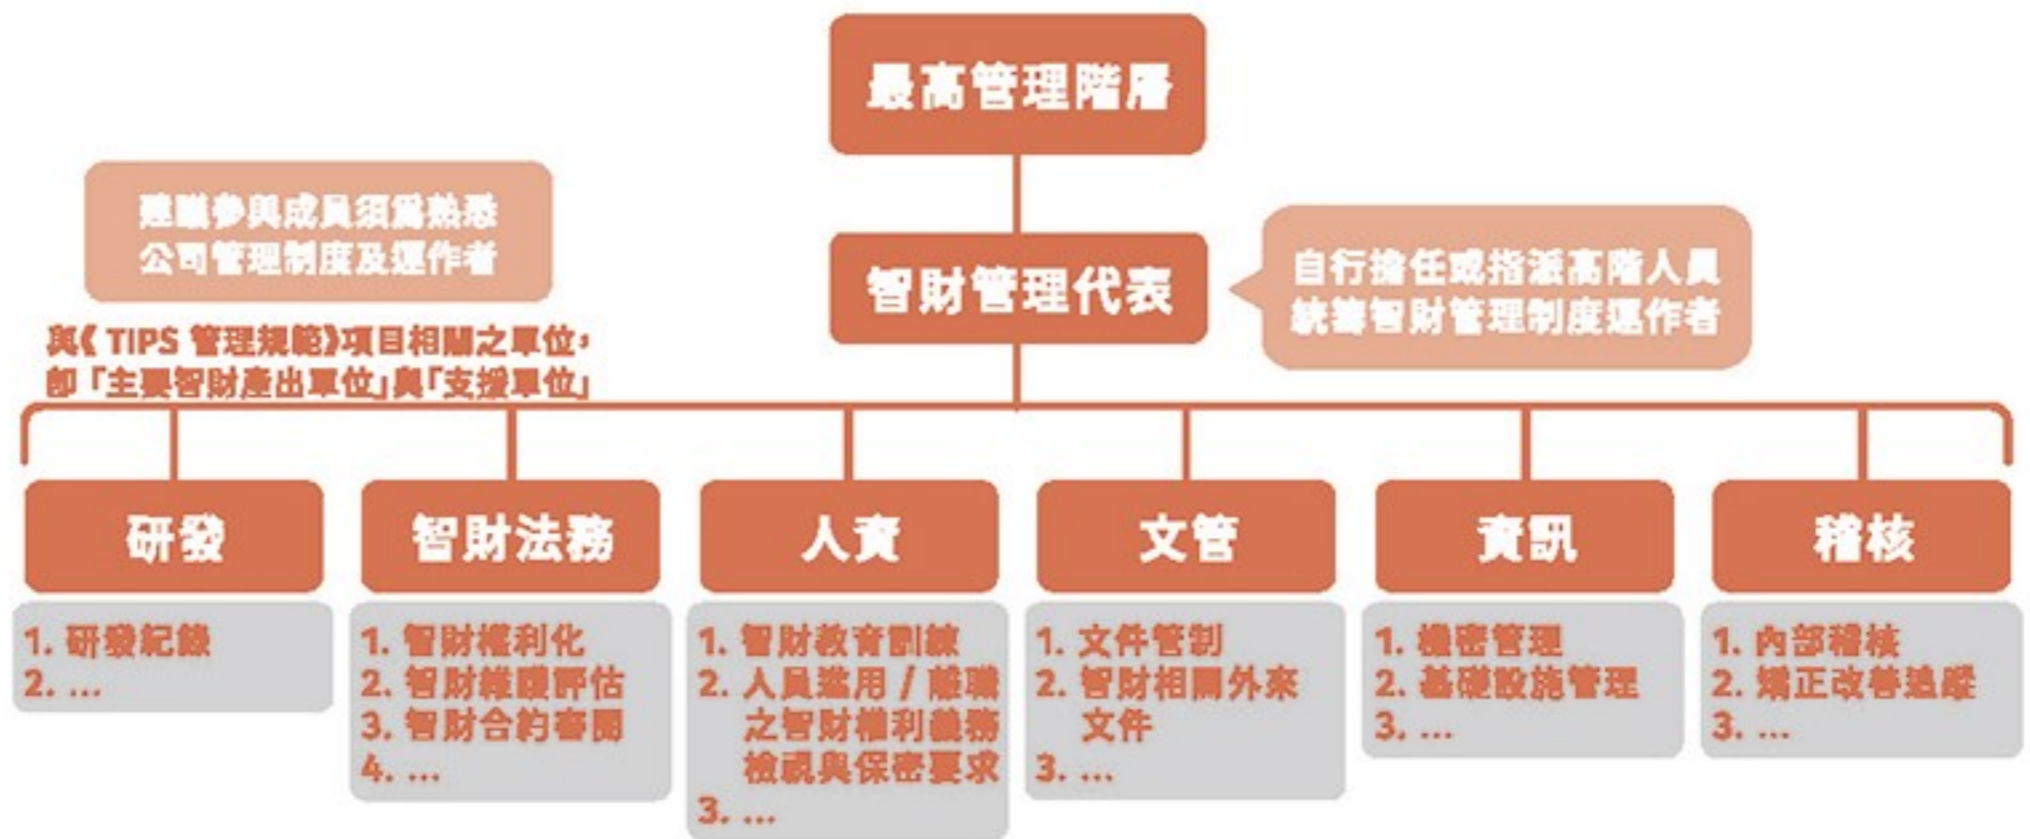 最高管理階層
建議參與成員須為熟悉
公司管理制度及運作者
智財管理代表
自行擔任或指派高階人員
統籌智財管理制度運作者
與《TIPS 管理規範》項目相關之單位，
即「主要智財產出單位」與「支援單位」
研發
智財法務
人資
文管
資訊
稽核
1. 研發紀錄
2. ...
1. 智財權利化
2. 智財維護評估
3. 智財合約審閱
4. ...
1. 智財教育訓練
2. 人員進用 / 離職
之智財權利義務
檢視與保密要求
3. ...
1. 文件管制
2. 智財相關外來
文件
3. ...
1. 機密管理
2. 基礎設施管理
3. ...
1. 內部稽核
2. 矯正改善追蹤
3. ...